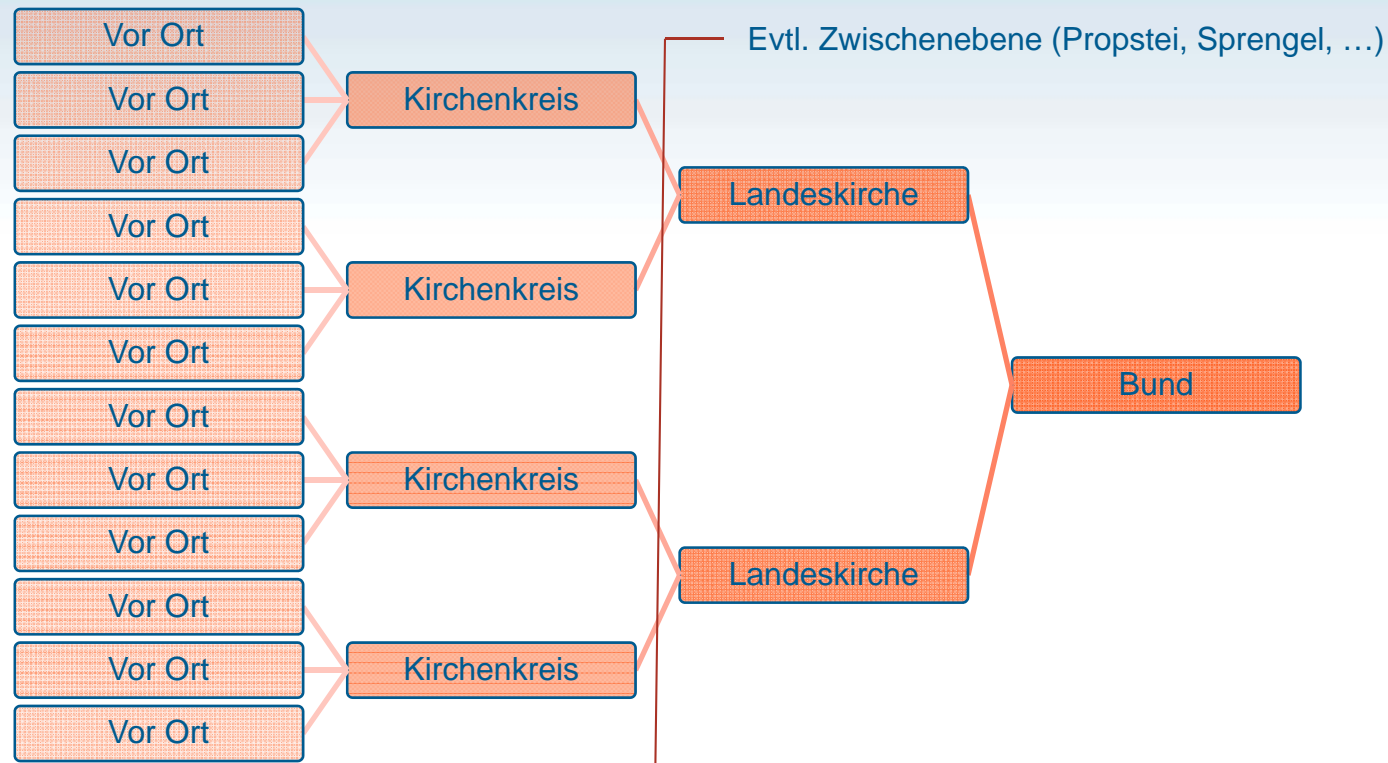 Vor Ort
Vor Ort
Vor Ort
Vor Ort
Vor Ort
Vor Ort
Vor Ort
Vor Ort
Vor Ort
Vor Ort
Vor Ort
Vor Ort
Kirchenkreis
Kirchenkreis
Kirchenkreis
Kirchenkreis
Evtl. Zwischenebene (Propstei, Sprengel, …)
Landeskirche
Landeskirche
Bund